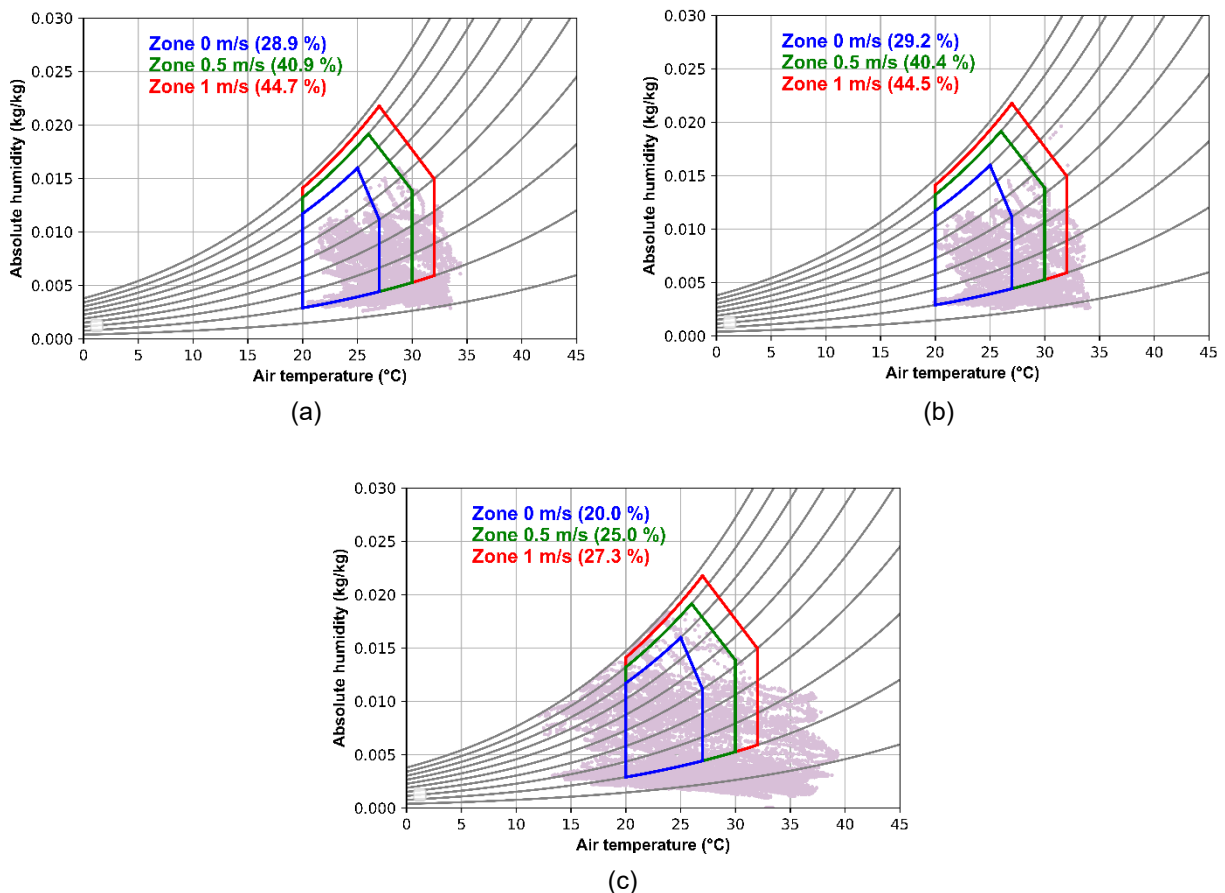 Zone 0 m/s (28.9 %)
Zone 0.5 m/s (40.9 %)
Zone 1 m/s (44.7 %)
0.030
0.025
0.020
0.015
0.010
0.005
0.000
Absolute humidity (kg/kg)
0 5 10 15 20 25 30 35 40 45
Air temperature (°C)
(a)
Zone 0 m/s (29.2 %)
Zone 0.5 m/s (40.4 %)
Zone 1 m/s (44.5 %)
0.030
0.025
0.020
0.015
0.010
0.005
0.000
Absolute humidity (kg/kg)
0 5 10 15 20 25 30 35 40 45
Air temperature (°C)
(b)
Zone 0 m/s (20.0 %)
Zone 0.5 m/s (25.0 %)
Zone 1 m/s (27.3 %)
0.030
0.025
0.020
0.015
0.010
0.005
0.000
Absolute humidity (kg/kg)
0 5 10 15 20 25 30 35 40 45
Air temperature (°C)
(c)